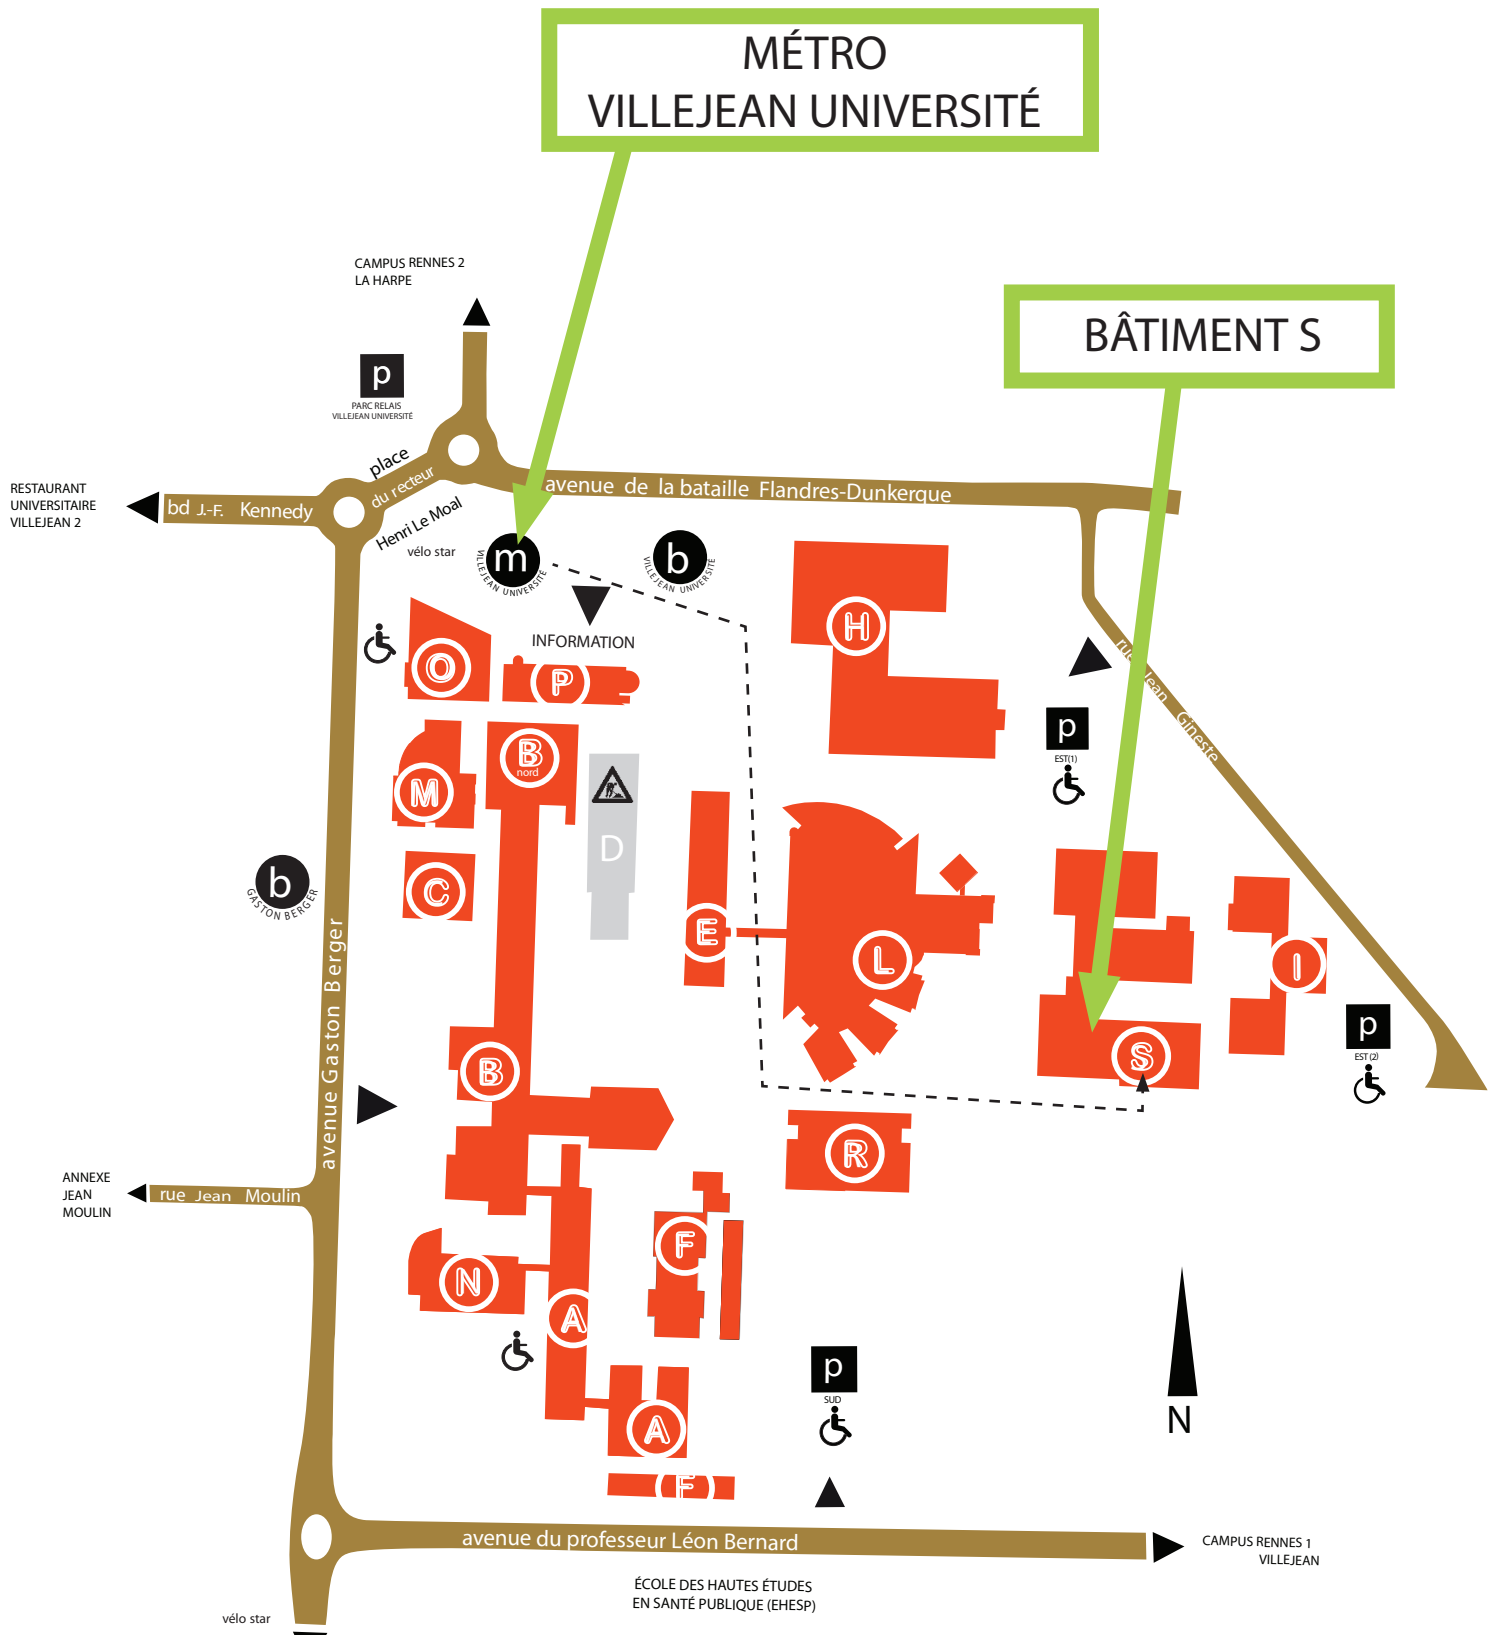 MÉTRO
VILLEJEAN UNIVERSITÉ
BÂTIMENT S
CAMPUS RENNES 2
LA HARPE
p
PARC RELAIS
VILLEJEAN UNIVERSITÉ
place
du recteur
Henri Le Moal
RESTAURANT
UNIVERSITAIRE
VILLEJEAN 2
bd J.-F. Kennedy
avenue de la bataille Flandres-Dunkerque
vélo star
m
VILLEJEAN UNIVERSITÉ
b
VILLEJEAN UNIVERSITÉ
INFORMATION
H
O
P
rue Jean Gineste
p
EST(1)
B
nord
M
D
C
b
GASTON BERGER
E
L
I
avenue Gaston Berger
p
EST (2)
B
S
R
ANNEXE
JEAN
MOULIN
rue Jean Moulin
F
N
A
p
SUD
A
N
F
avenue du professeur Léon Bernard
CAMPUS RENNES 1
VILLEJEAN
ÉCOLE DES HAUTES ÉTUDES
EN SANTÉ PUBLIQUE (EHESP)
vélo star